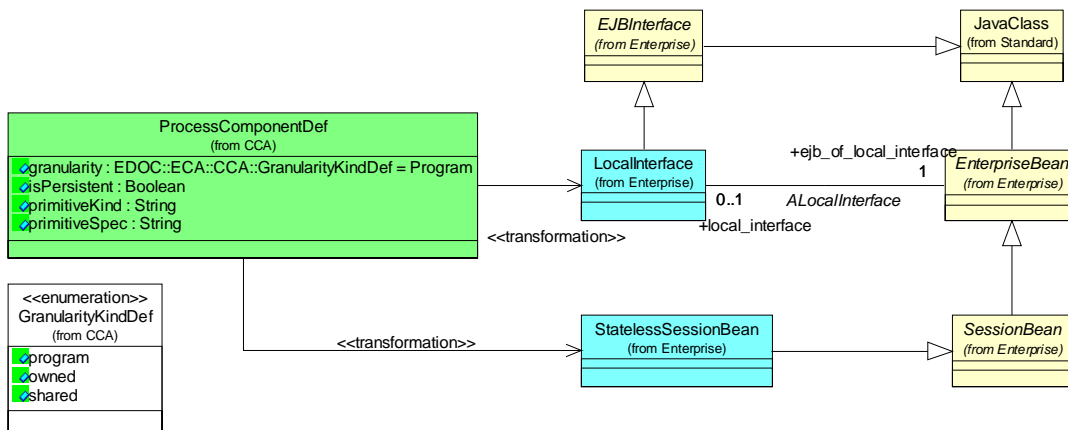 EJBInterface
(from Enterprise)
JavaClass
(from Standard)
ProcessComponentDef
(from CCA)
granularity : EDOC::ECA::CCA::GranularityKindDef = Program
isPersistent : Boolean
primitiveKind : String
primitiveSpec : String
<<transformation>>
LocalInterface
(from Enterprise)
0..1
+local_interface
ALocalInterface
+ejb_of_local_interface
1
EnterpriseBean
(from Enterprise)
<<enumeration>>
GranularityKindDef
(from CCA)
program
owned
shared
<<transformation>>
StatelessSessionBean
(from Enterprise)
SessionBean
(from Enterprise)